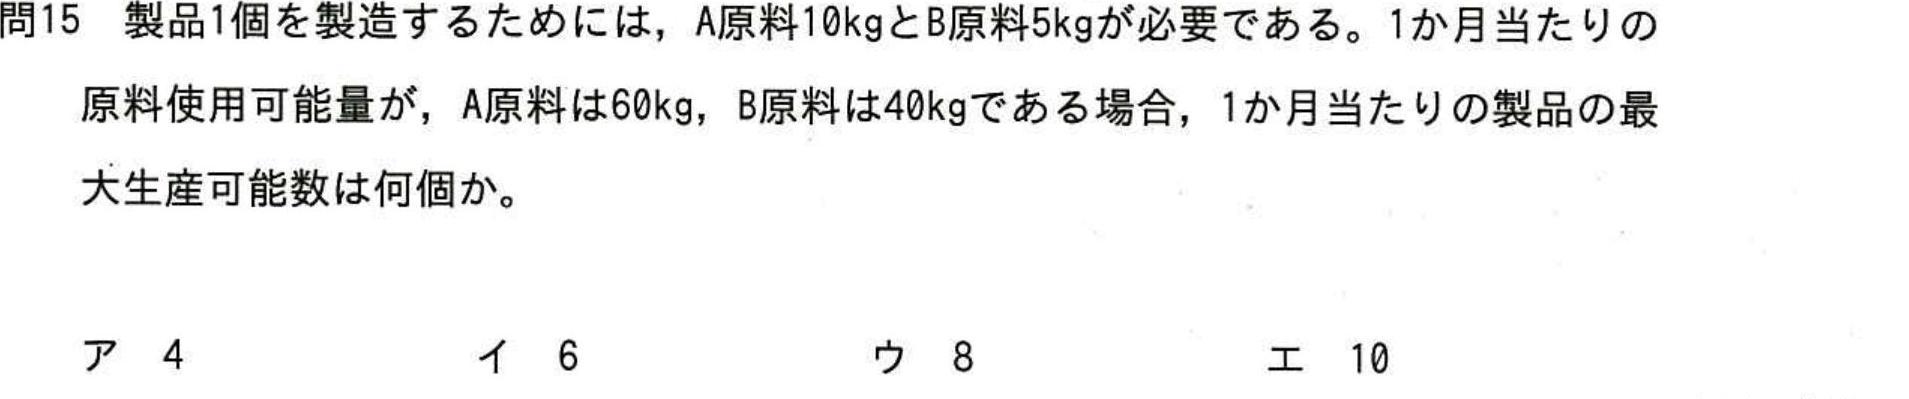 問15 製品1個を製造するためには，A原料10kgとB原料5kgが必要である。1か月当たりの
原料使用可能量が，A原料は60kg，B原料は40kgである場合，1か月当たりの製品の最
大生産可能数は何個か。
ア 4 イ 6 ウ 8 エ 10